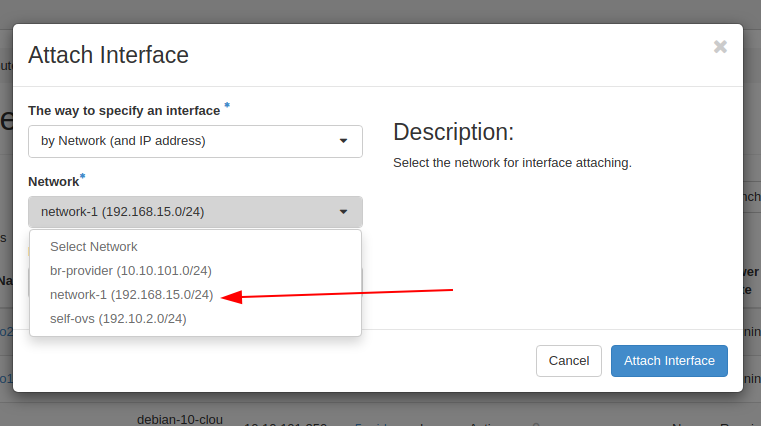 Attach Interface
The way to specify an interface *
by Network (and IP address)
Network*
network-1 (192.168.15.0/24)
Select Network
br-provider (10.10.101.0/24)
network-1 (192.168.15.0/24)
self-ovs (192.10.2.0/24)
Description:
Select the network for interface attaching.
Cancel
Attach Interface
debian-10-clou